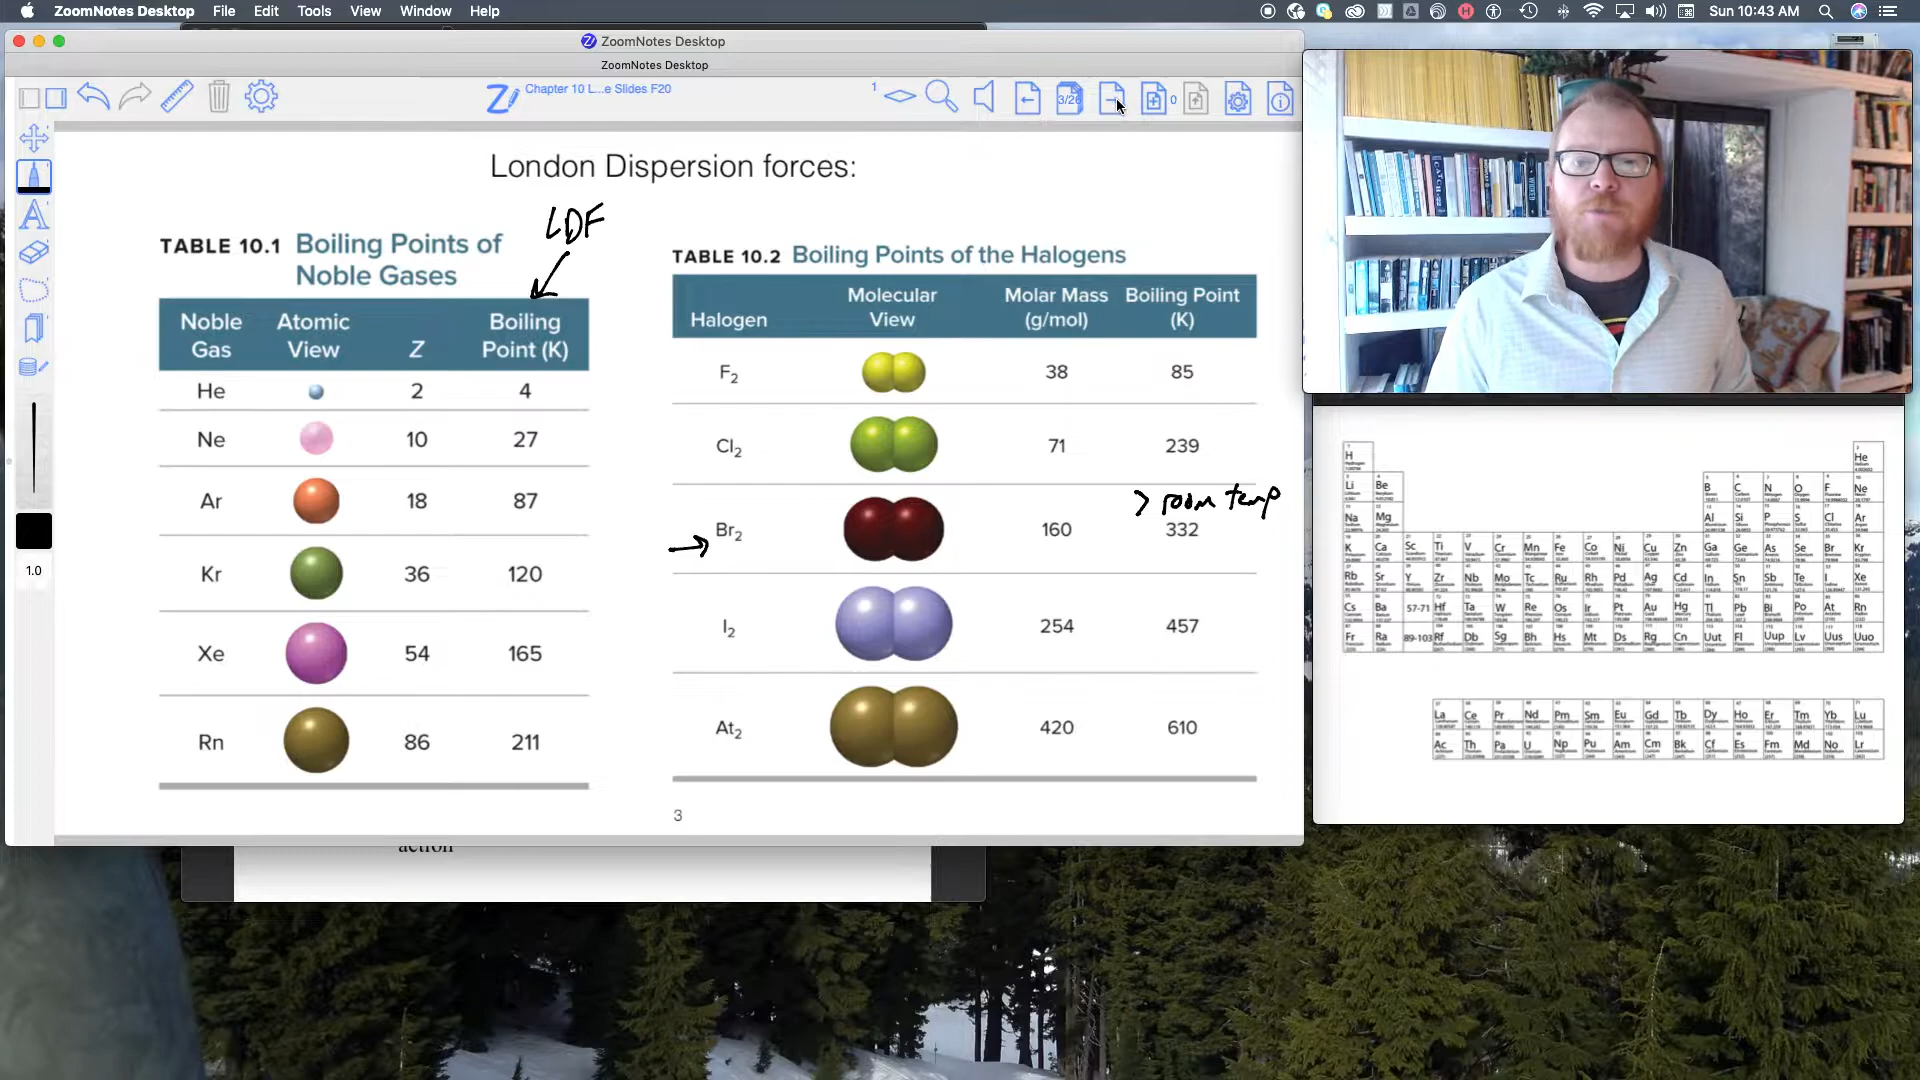 ZoomNotes Desktop File Edit Tools View Window Help
Sun 10:43 AM
ZoomNotes Desktop
ZoomNotes Desktop
Chapter 10 L...e Slides F20
1
3/26
0
London Dispersion forces:
LDF
TABLE 10.1 Boiling Points of
Noble Gases
Noble Gas Atomic View Z Boiling Point (K)
He 2 4
Ne 10 27
Ar 18 87
Kr 36 120
Xe 54 165
Rn 86 211
TABLE 10.2 Boiling Points of the Halogens
Halogen Molecular View Molar Mass (g/mol) Boiling Point (K)
F2 38 85
Cl2 71 239
> room temp
Br2 160 332
I2 254 457
At2 420 610
3
1.0
action
CATCH-22
WICKED
H He
Li Be B C N O F Ne
Na Mg Al Si P S Cl Ar
K Ca Sc Ti V Cr Mn Fe Co Ni Cu Zn Ga Ge As Se Br Kr
Rb Sr Y Zr Nb Mo Tc Ru Rh Pd Ag Cd In Sn Sb Te I Xe
Cs Ba 57-71 Hf Ta W Re Os Ir Pt Au Hg Tl Pb Bi Po At Rn
Fr Ra 89-103 Rf Db Sg Bh Hs Mt Ds Rg Cn Uut Fl Uup Lv Uus Uuo
La Ce Pr Nd Pm Sm Eu Gd Tb Dy Ho Er Tm Yb Lu
Ac Th Pa U Np Pu Am Cm Bk Cf Es Fm Md No Lr